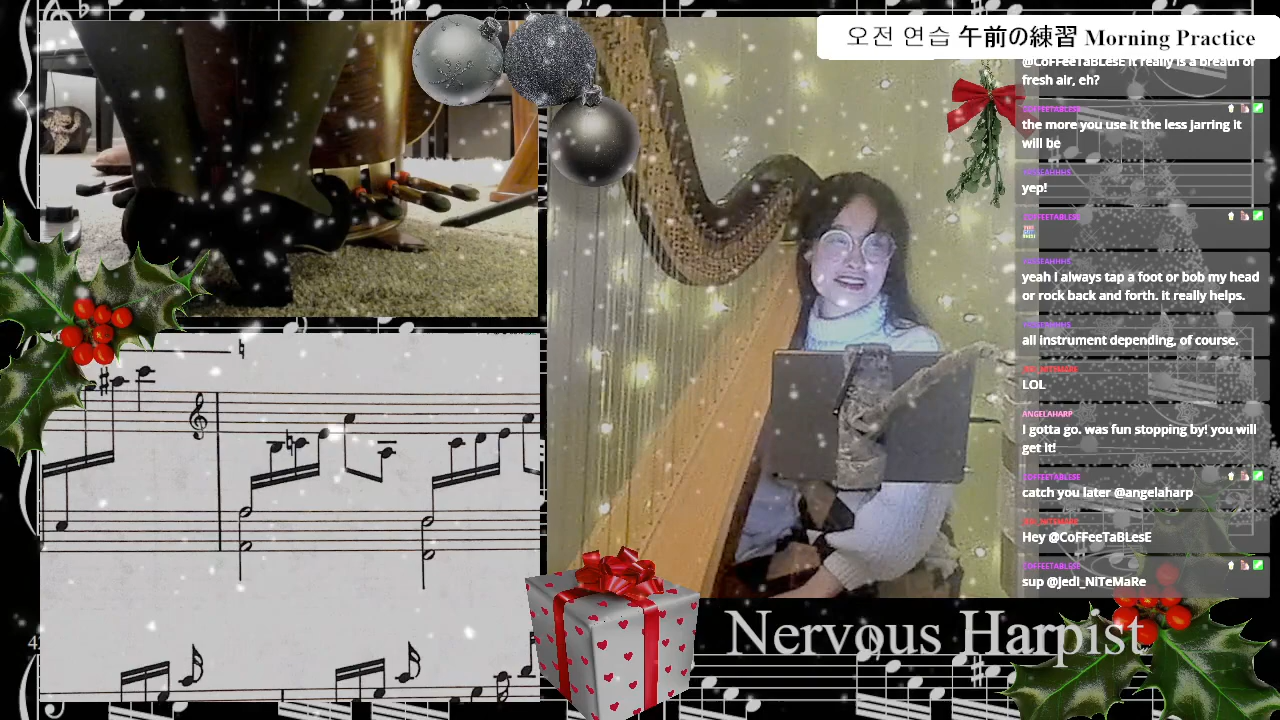 오전 연습 午前の練習 Morning Practice
@CoFFeeTaBLesE it really is a breath of
fresh air, eh?
COFFEETABLESE
the more you use it the less jarring it
will be
yep!
COFFEETABLESE
yeah I always tap a foot or bob my head
or rock back and forth. it really helps.
all instrument depending, of course.
JEDI_NITEMARE
LOL
ANGELAHARP
I gotta go. was fun stopping by! you will
get it!
COFFEETABLESE
catch you later @angelaharp
JEDI_NITEMARE
Hey @CoFFeeTaBLesE
COFFEETABLESE
sup @jedI_NITeMaRe
Nervous Harpist